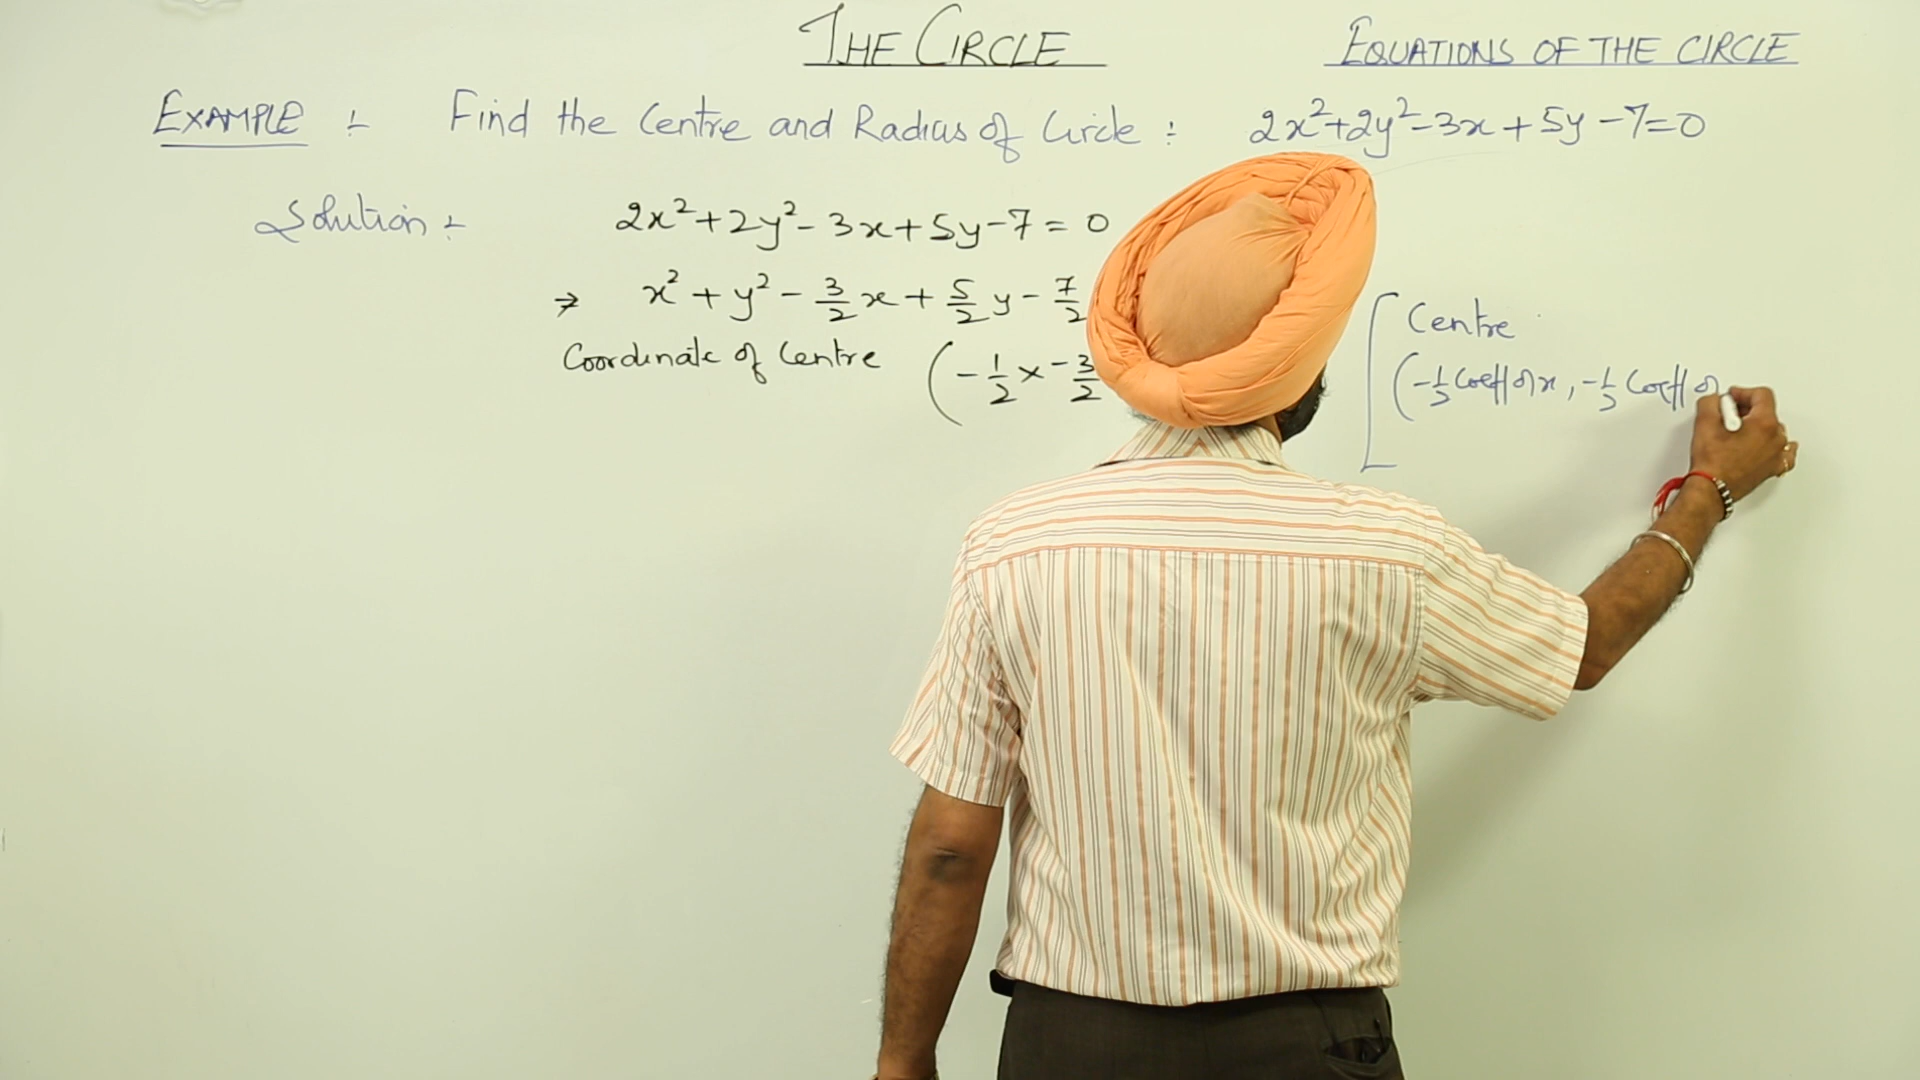 THE CIRCLE
EQUATIONS OF THE CIRCLE
EXAMPLE :- Find the Centre and Radius of Circle : 2x²+2y²-3x+5y-7=0
Solution :-
2x²+2y²-3x+5y-7=0
→ x²+y²-3/2x+5/2y-7/2
Coordinate of Centre (-1/2×-3/2
Centre
(-1/2 Coeff of x, -1/2 Coeff of